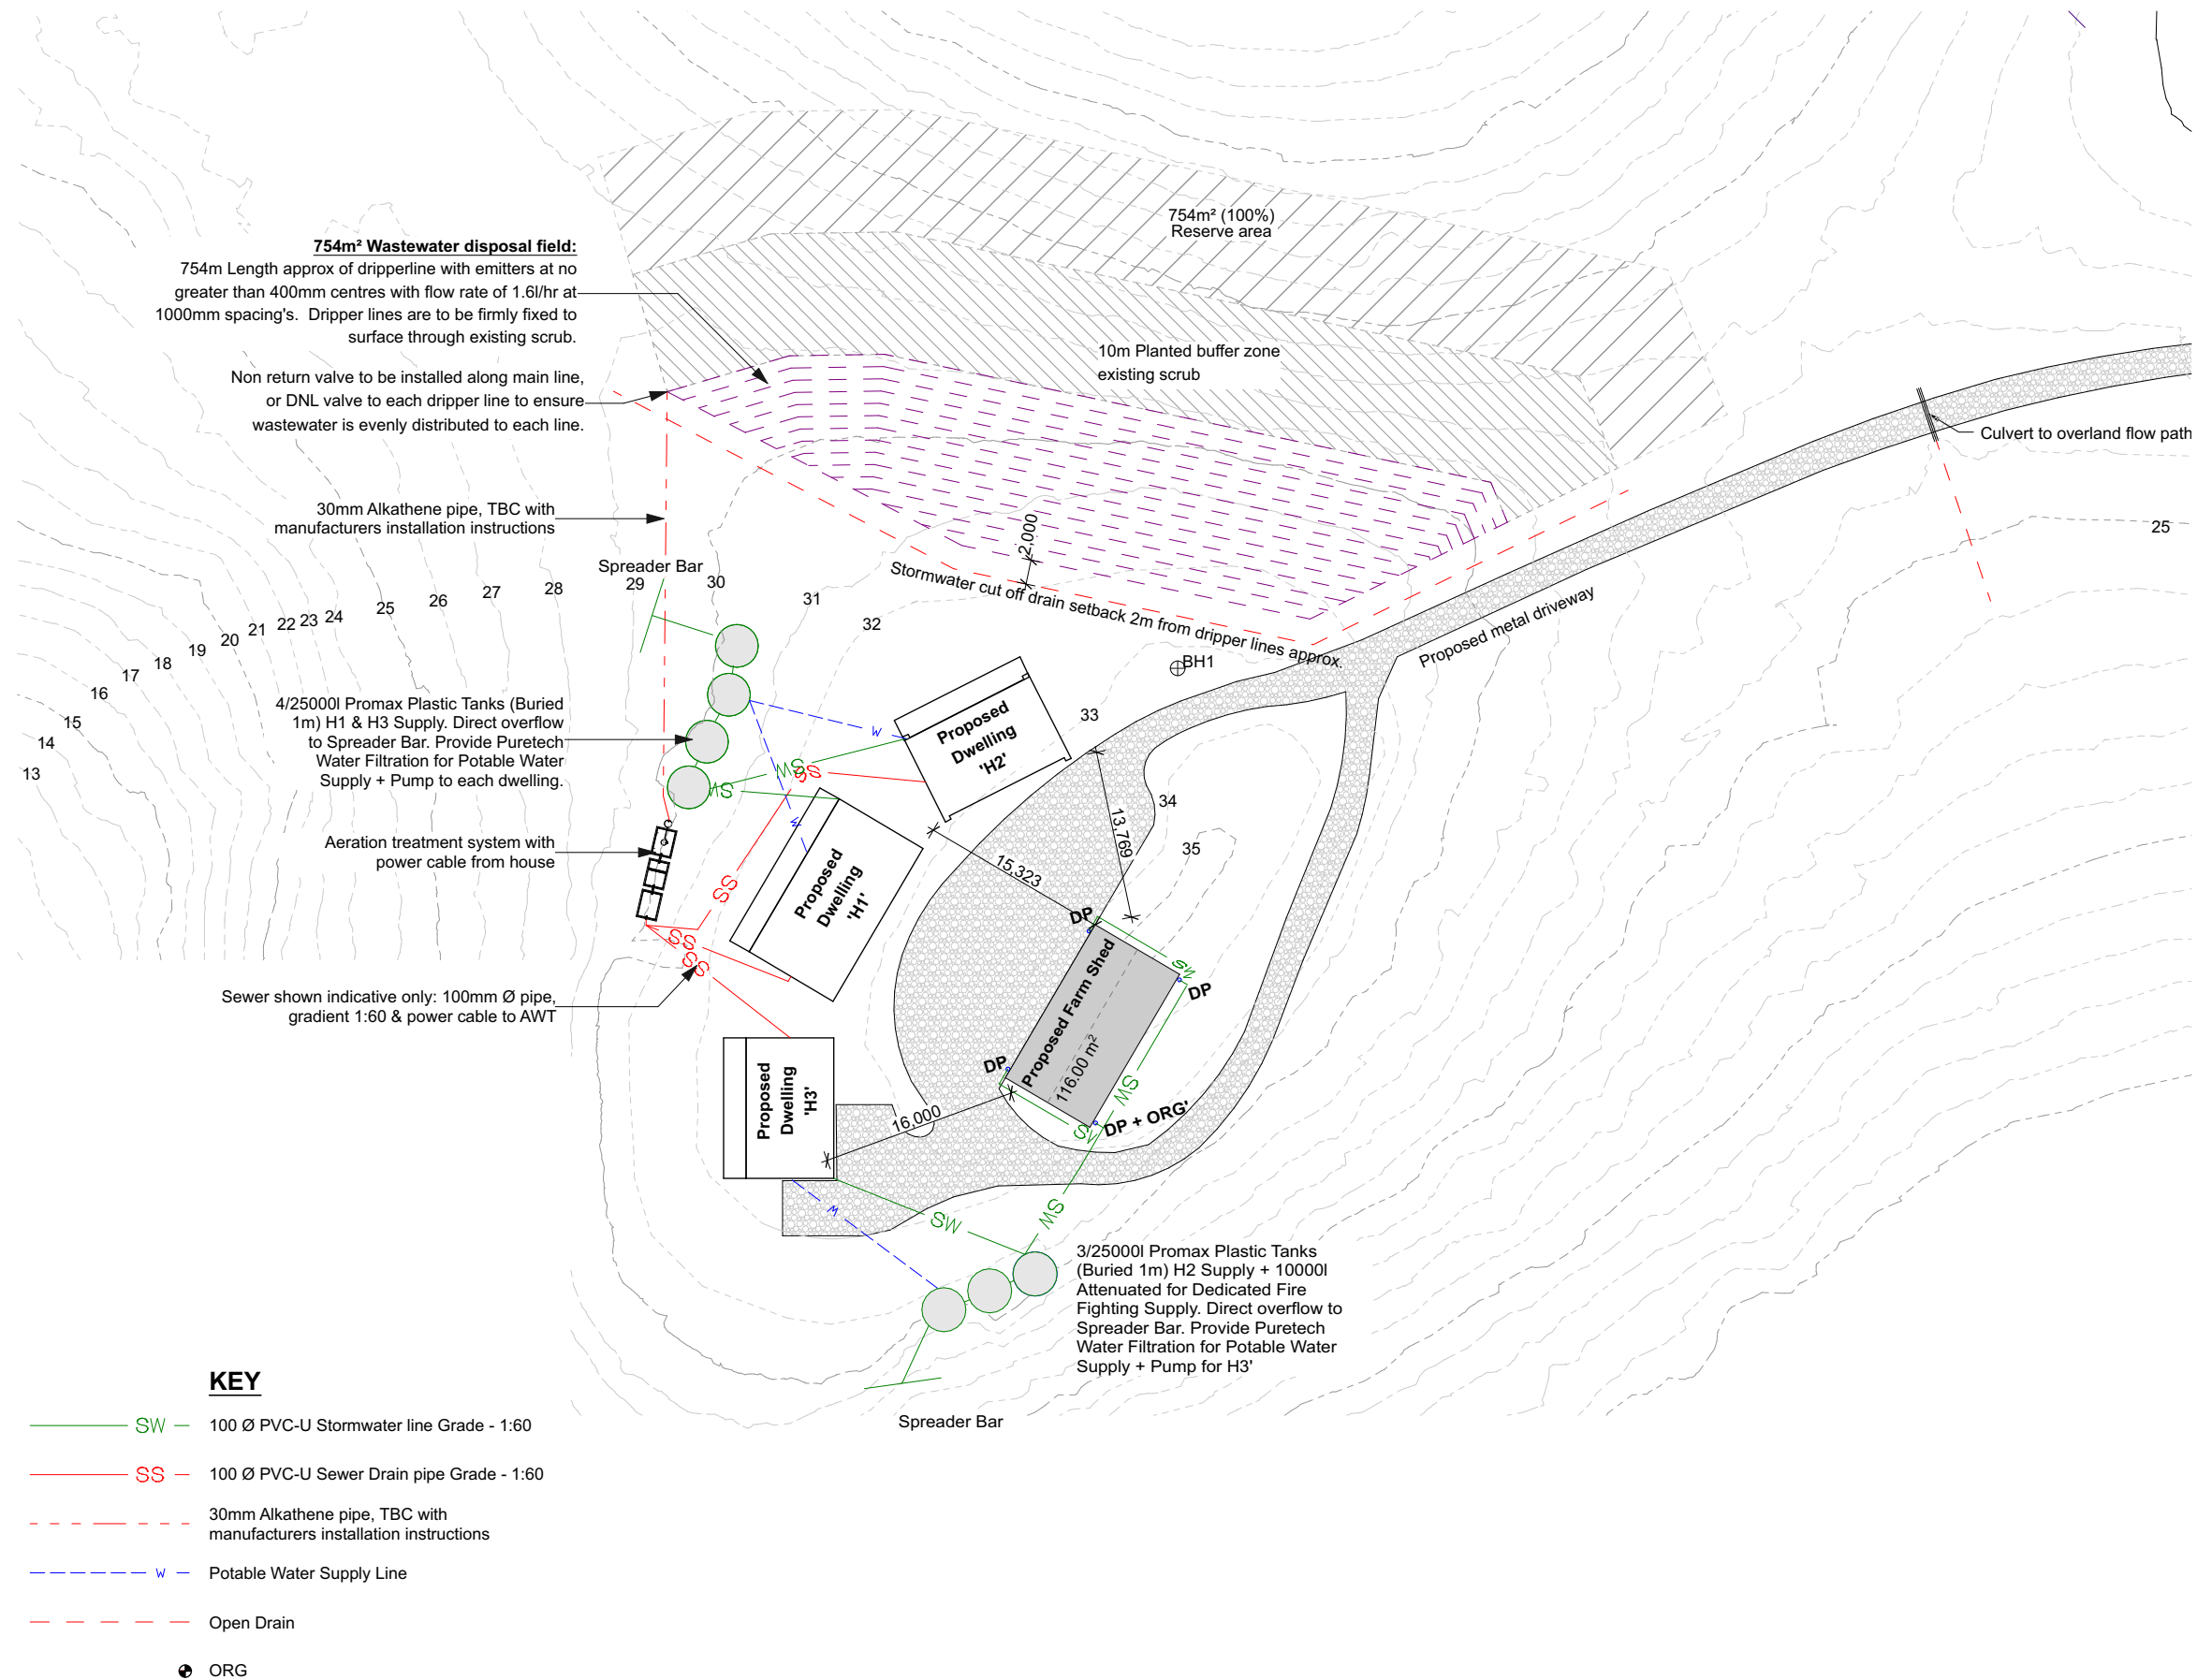 754m² (100%)
Reserve area
754m² Wastewater disposal field:
754m Length approx of dripperline with emitters at no
greater than 400mm centres with flow rate of 1.6l/hr at
1000mm spacing's. Dripper lines are to be firmly fixed to
surface through existing scrub.
10m Planted buffer zone
existing scrub
Non return valve to be installed along main line,
or DNL valve to each dripper line to ensure
wastewater is evenly distributed to each line.
Culvert to overland flow path
30mm Alkathene pipe, TBC with
manufacturers installation instructions
25
2,000
Spreader Bar
Stormwater cut off drain setback 2m from dripper lines approx.
Proposed metal driveway
13
14
15
16
17
18
19
20
21
22
23
24
25
26
27
28
29
30
31
32
33
34
35
BH1
4/25000l Promax Plastic Tanks (Buried
1m) H1 & H3 Supply. Direct overflow
to Spreader Bar. Provide Puretech
Water Filtration for Potable Water
Supply + Pump to each dwelling.
Proposed
Dwelling
'H2'
W
SW
SS
SW
W
13,769
15,323
Aeration treatment system with
power cable from house
Proposed
Dwelling
'H1'
SS
SS
SS
DP
SW
DP
Proposed Farm Shed
116.00 m²
Sewer shown indicative only: 100mm Ø pipe,
gradient 1:60 & power cable to AWT
DP
SW
DP + ORG'
SW
Proposed
Dwelling
'H3'
16,000
W
SW
SW
3/25000l Promax Plastic Tanks
(Buried 1m) H2 Supply + 10000l
Attenuated for Dedicated Fire
Fighting Supply. Direct overflow to
Spreader Bar. Provide Puretech
Water Filtration for Potable Water
Supply + Pump for H3'
Spreader Bar
KEY
SW 100 Ø PVC-U Stormwater line Grade - 1:60
SS 100 Ø PVC-U Sewer Drain pipe Grade - 1:60
30mm Alkathene pipe, TBC with
manufacturers installation instructions
W Potable Water Supply Line
Open Drain
ORG